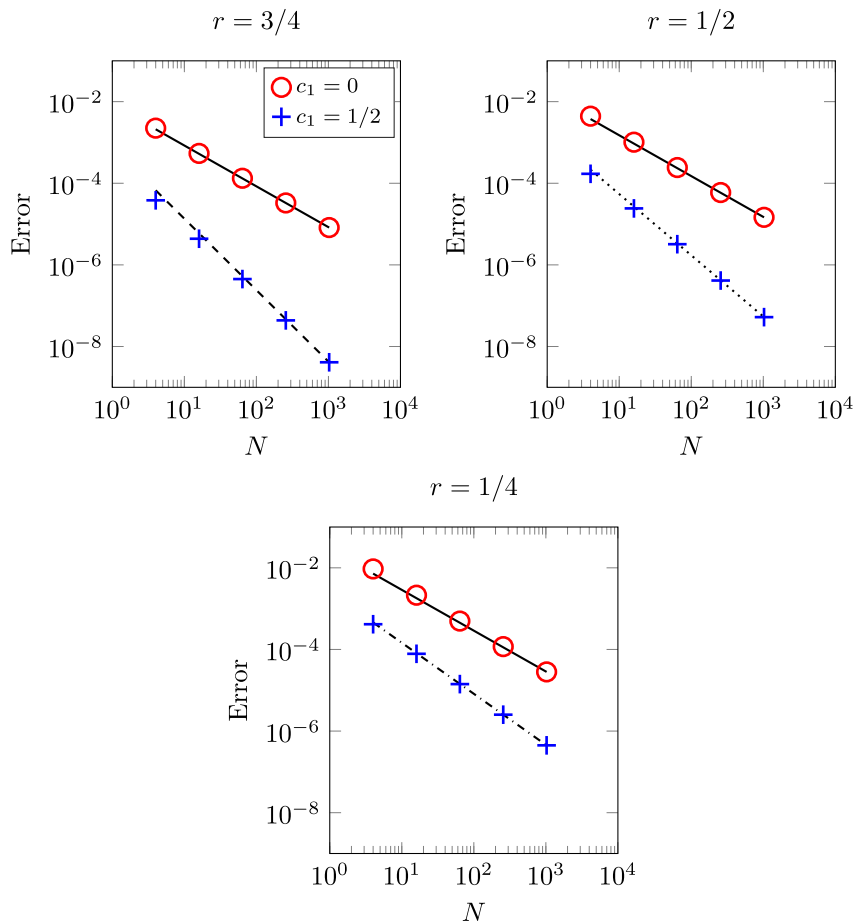 r = 3/4
r = 1/2
c₁ = 0
c₁ = 1/2
10⁻²
10⁻⁴
10⁻⁶
10⁻⁸
Error
10⁰
10¹
10²
10³
10⁴
N
10⁻²
10⁻⁴
10⁻⁶
10⁻⁸
Error
10⁰
10¹
10²
10³
10⁴
N
r = 1/4
10⁻²
10⁻⁴
10⁻⁶
10⁻⁸
Error
10⁰
10¹
10²
10³
10⁴
N